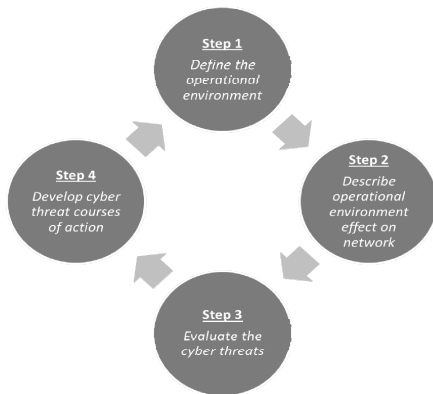 Step 1
Define the
operational
environment
Step 2
Describe
operational
environment
effect on
network
Step 3
Evaluate the
cyber threats
Step 4
Develop cyber
threat courses
of action